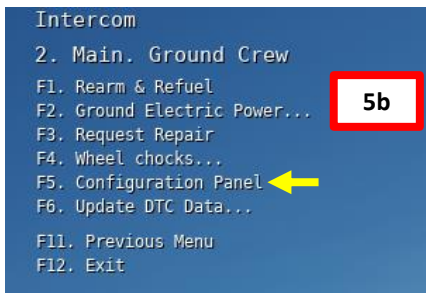 Intercom
2. Main. Ground Crew
F1. Rearm & Refuel
F2. Ground Electric Power...
5b
F3. Request Repair
F4. Wheel chocks...
F5. Configuration Panel
F6. Update DTC Data...
F11. Previous Menu
F12. Exit